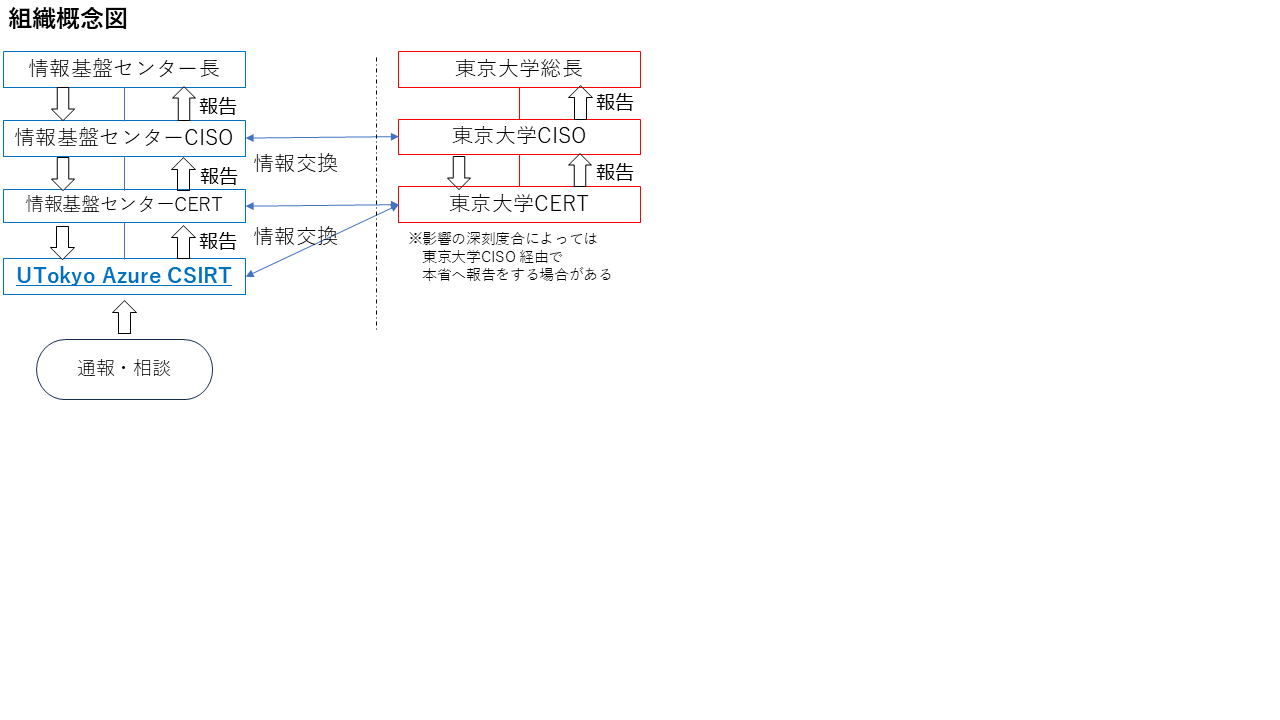 組織概念図
情報基盤センター長
報告
情報基盤センターCISO
報告
情報基盤センターCERT
報告
UTokyo Azure CSIRT
通報・相談
情報交換
情報交換
東京大学総長
報告
東京大学CISO
報告
東京大学CERT
※影響の深刻度合によっては
東京大学CISO 経由で
本省へ報告をする場合がある